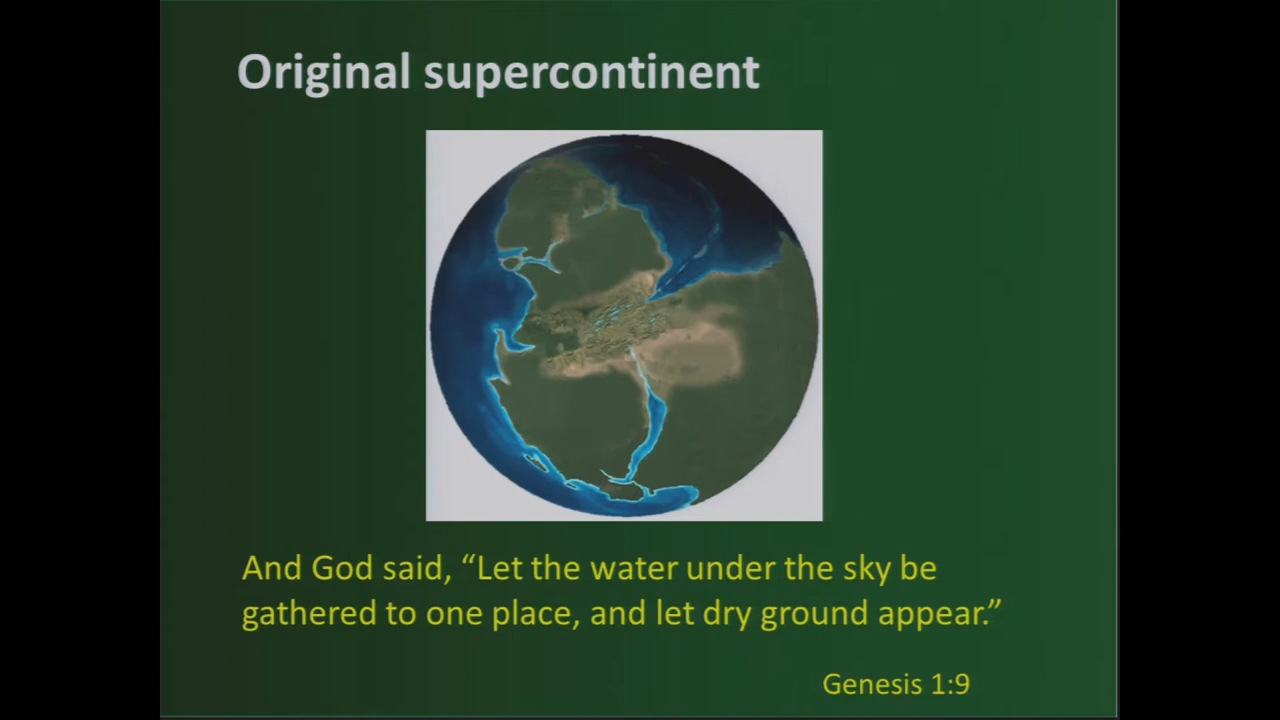 Original supercontinent
And God said, “Let the water under the sky be
gathered to one place, and let dry ground appear.”
Genesis 1:9